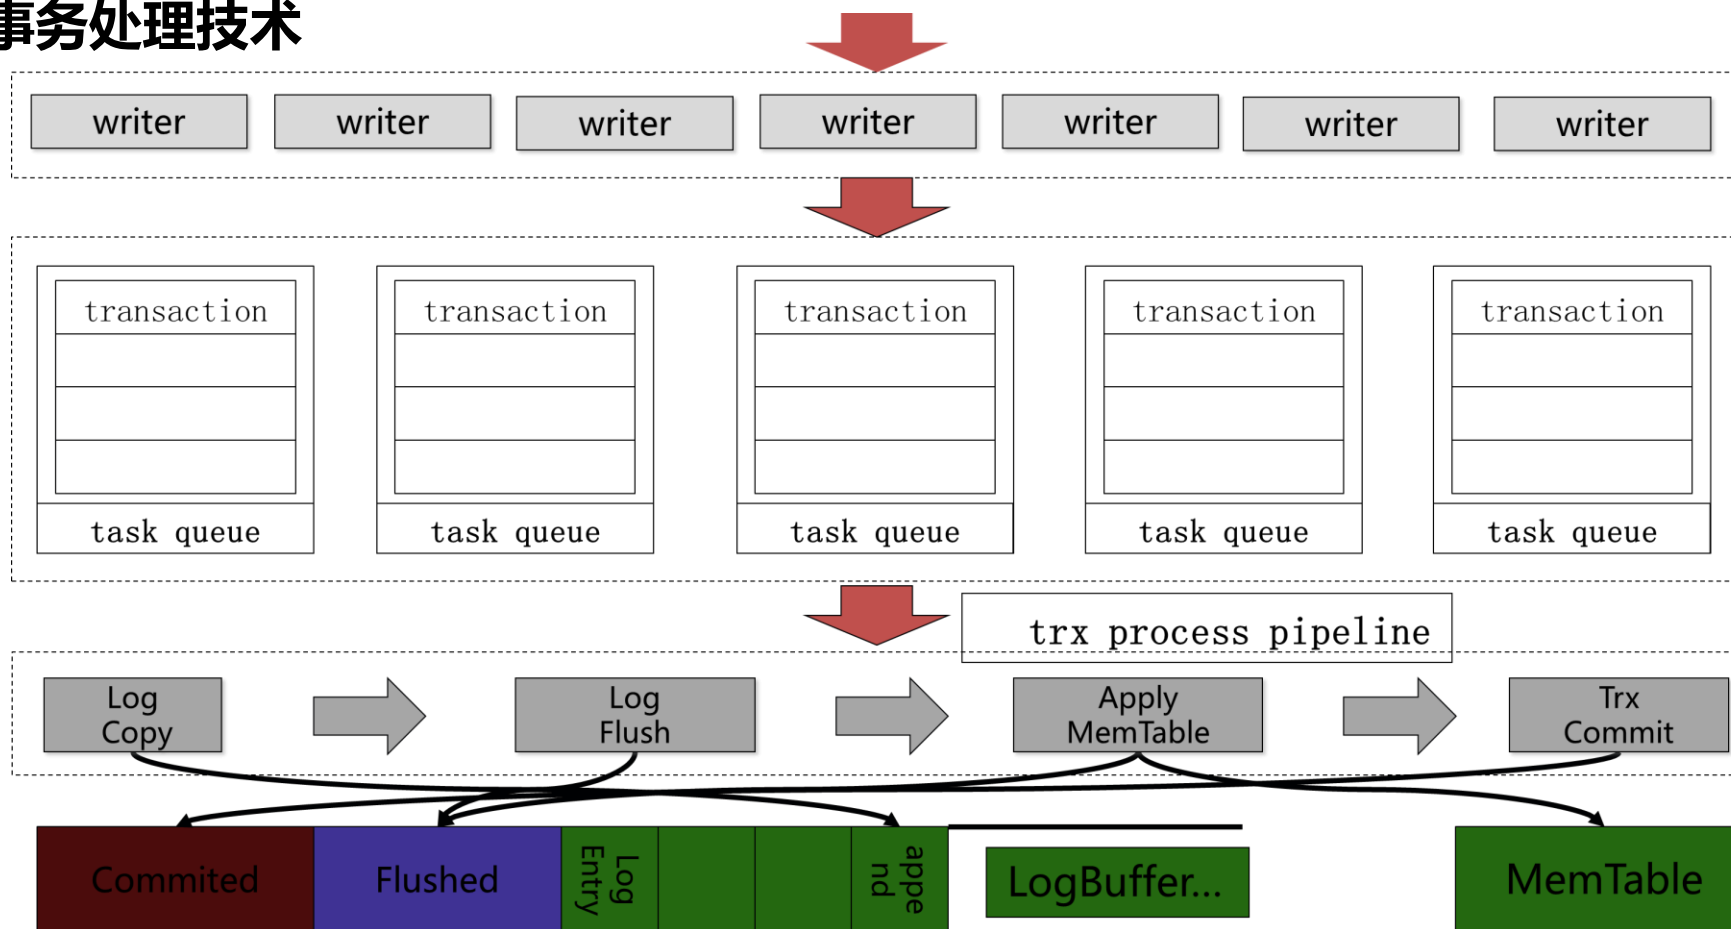 事务处理技术
writer writer writer writer writer writer writer
transaction transaction transaction transaction transaction
task queue task queue task queue task queue task queue
trx process pipeline
Log
Copy
Log
Flush
Apply
MemTable
Trx
Commit
Commited
Flushed
Log
Entry
appe
nd
LogBuffer...
MemTable